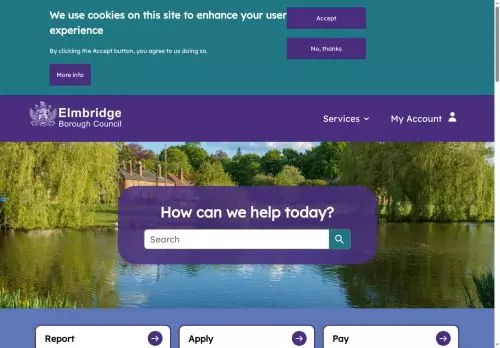 We use cookies on this site to enhance your user
experience
By clicking the Accept button, you agree to us doing so.
More info
Accept
No, thanks
Elmbridge
Borough Council
Services
My Account
How can we help today?
Search
Report
Apply
Pay